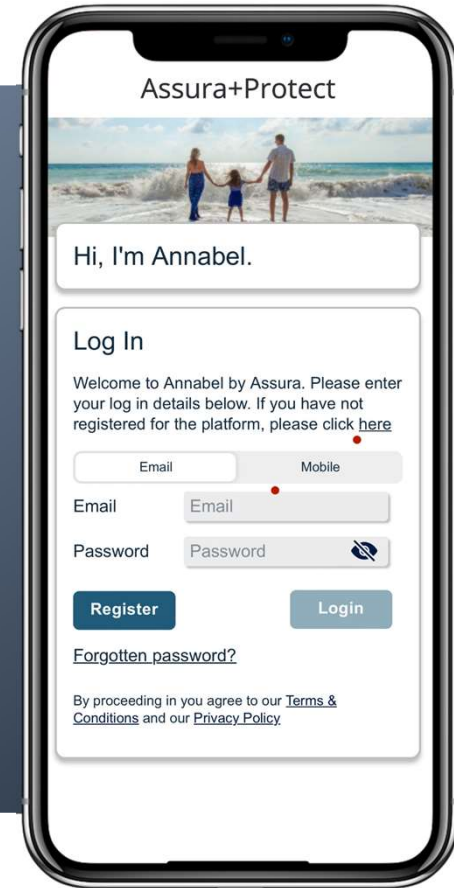 Assura+Protect
Hi, I'm Annabel.
Log In
Welcome to Annabel by Assura. Please enter
your log in details below. If you have not
registered for the platform, please click here
Email Mobile
Email Email
Password Password
Register Login
Forgotten password?
By proceeding in you agree to our Terms &
Conditions and our Privacy Policy